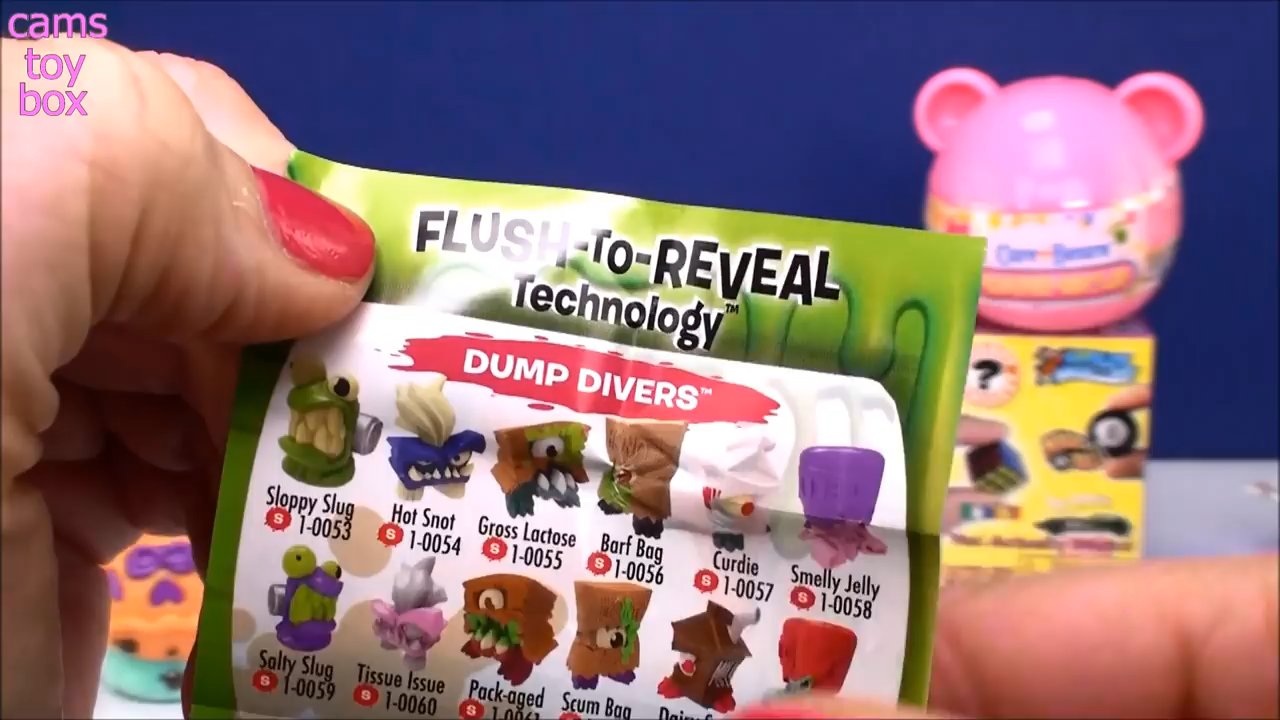 cams
toy
box
FLUSH-To-REVEAL
Technology™
DUMP DIVERS™
Sloppy Slug
S 1-0053
Hot Snot
S 1-0054
Gross Lactose
S 1-0055
Barf Bag
S 1-0056
Curdie
S 1-0057
Smelly Jelly
S 1-0058
Salty Slug
S 1-0059
Tissue Issue
S 1-0060
Pack-aged
Scum Bag
Care Bears
?